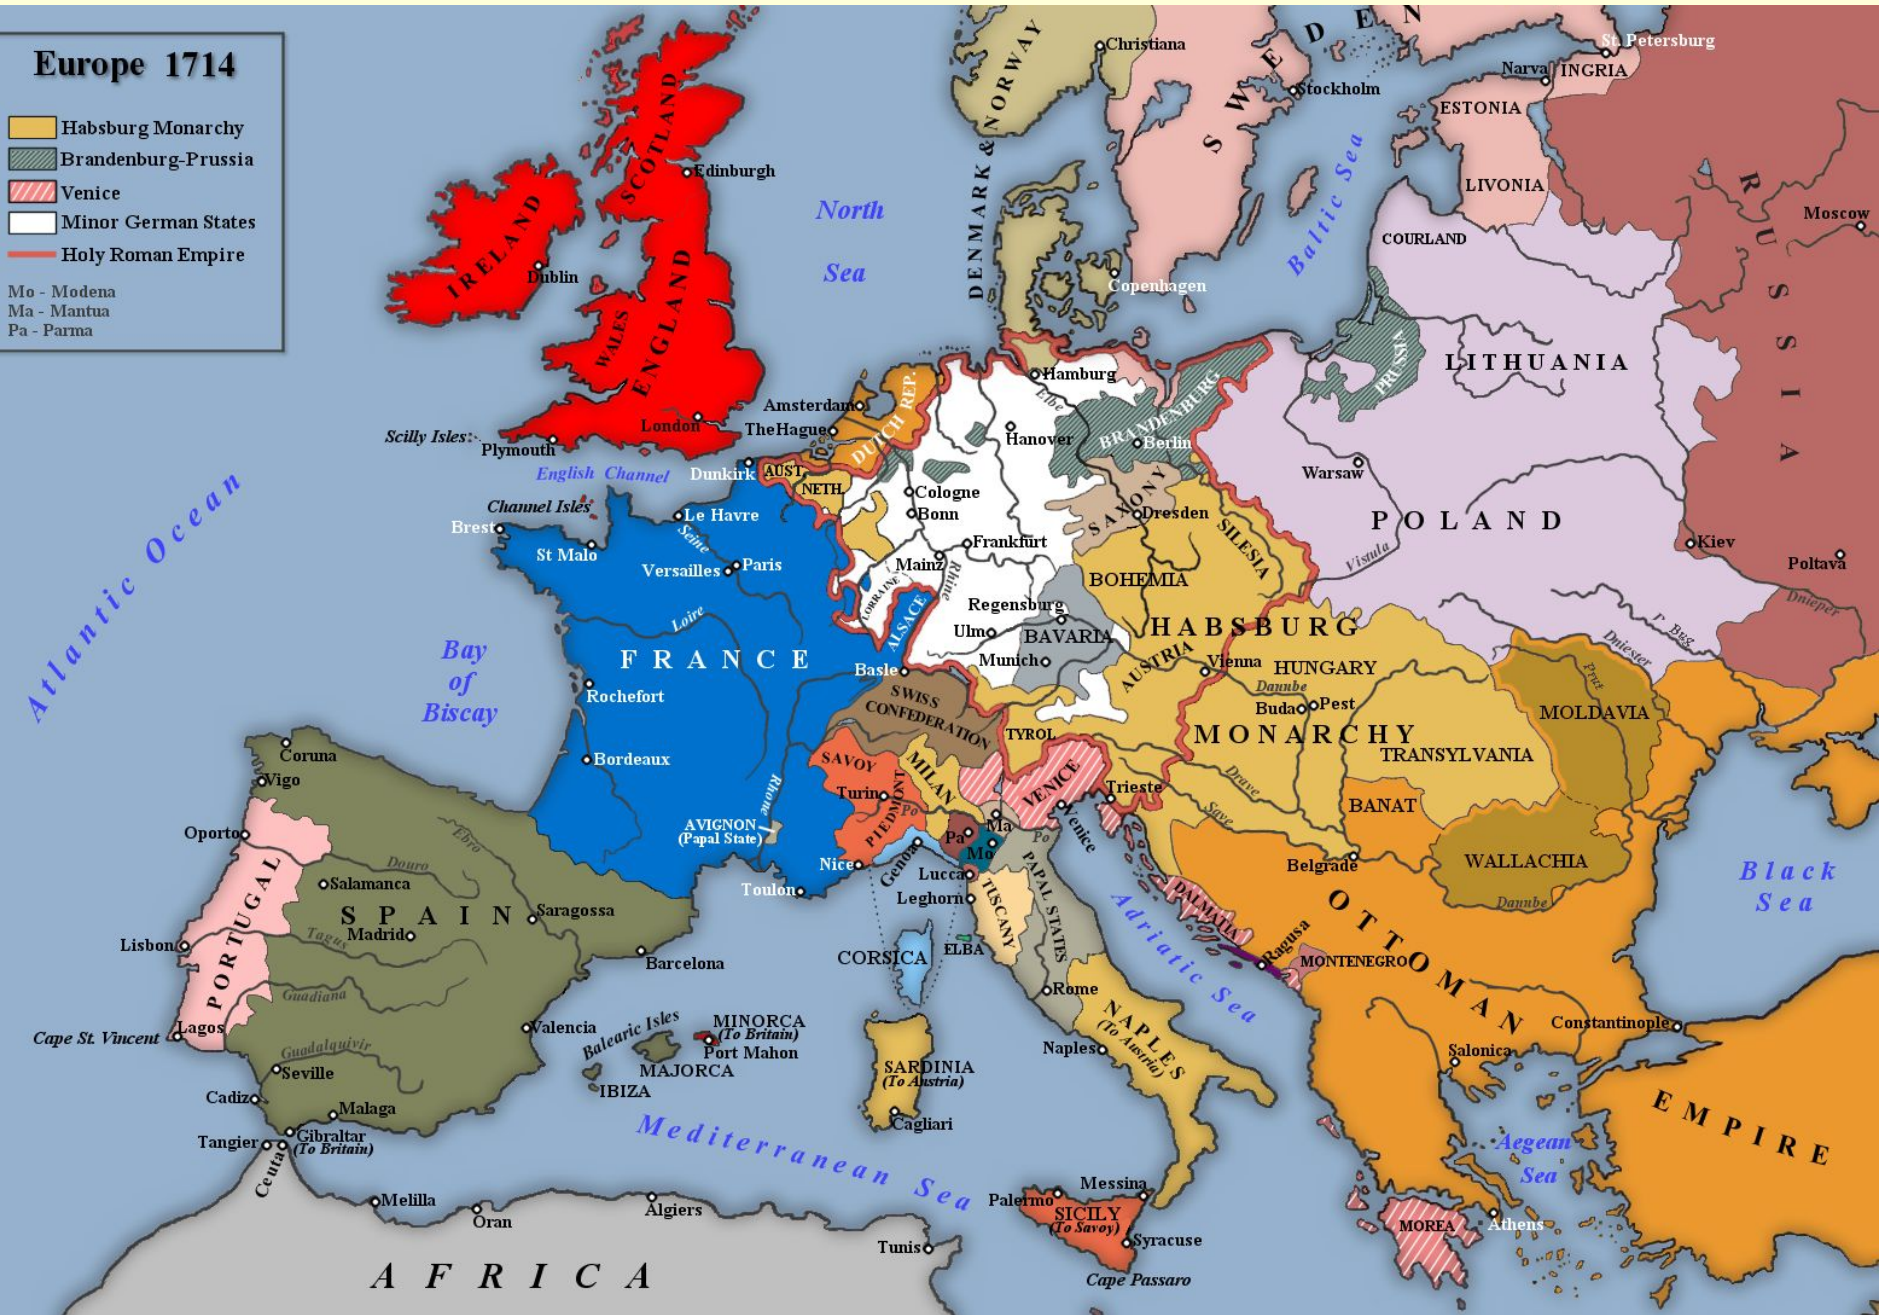 Europe 1714
Habsburg Monarchy
Brandenburg-Prussia
Venice
Minor German States
Holy Roman Empire
Mo - Modena
Ma - Mantua
Pa - Parma
NORWAY
DENMARK &
Christiana
SWEDEN
Stockholm
St. Petersburg
Narva
INGRIA
ESTONIA
LIVONIA
Baltic Sea
RUSSIA
Moscow
COURLAND
SCOTLAND
Edinburgh
IRELAND
Dublin
WALES
ENGLAND
London
Plymouth
Scilly Isles
English Channel
Channel Isles
North
Sea
Copenhagen
LITHUANIA
PRUSSIA
Hamburg
Elbe
BRANDENBURG
Berlin
Hanover
Amsterdam
The Hague
DUTCH REP.
Dunkirk
AUST.
NETH.
Cologne
Bonn
SAXONY
Dresden
SILESIA
Warsaw
POLAND
Vistula
Kiev
Poltava
Dnieper
Atlantic Ocean
Brest
St Malo
Le Havre
Seine
Paris
Versailles
Frankfurt
Mainz
Rhine
LORRAINE
ALSACE
BOHEMIA
Regensburg
Ulm
BAVARIA
Munich
HABSBURG
AUSTRIA
Vienna
HUNGARY
Danube
Buda
Pest
MONARCHY
TRANSYLVANIA
Dniester
Bug
Prut
MOLDAVIA
Bay
of
Biscay
Loire
FRANCE
Rochefort
Bordeaux
Basle
SWISS
CONFEDERATION
TYROL
Rhone
AVIGNON
(Papal State)
SAVOY
Turin
PIEDMONT
Po
MILAN
VENICE
Venice
Trieste
Drave
Save
BANAT
Belgrade
WALLACHIA
Danube
Black
Sea
Nice
Toulon
Genoa
Pa
Ma
Mo
Po
Lucca
Leghorn
TUSCANY
PAPAL STATES
CORSICA
ELBA
Rome
Adriatic Sea
DALMATIA
Ragusa
MONTENEGRO
OTTOMAN
EMPIRE
Constantinople
Salonica
Coruna
Vigo
Oporto
PORTUGAL
Lisbon
Lagos
Cape St. Vincent
Ebro
Douro
Salamanca
SPAIN
Madrid
Tagus
Saragossa
Barcelona
Guadiana
Valencia
Guadalquivir
Seville
Cadiz
Malaga
Tangier
Gibraltar
(To Britain)
Ceuta
Balearic Isles
MINORCA
(To Britain)
Port Mahon
MAJORCA
IBIZA
SARDINIA
(To Austria)
Cagliari
NAPLES
(To Austria)
Naples
Mediterranean Sea
Palermo
Messina
SICILY
(To Savoy)
Syracuse
Cape Passaro
Aegean
Sea
MOREA
Athens
Melilla
Oran
Algiers
Tunis
AFRICA